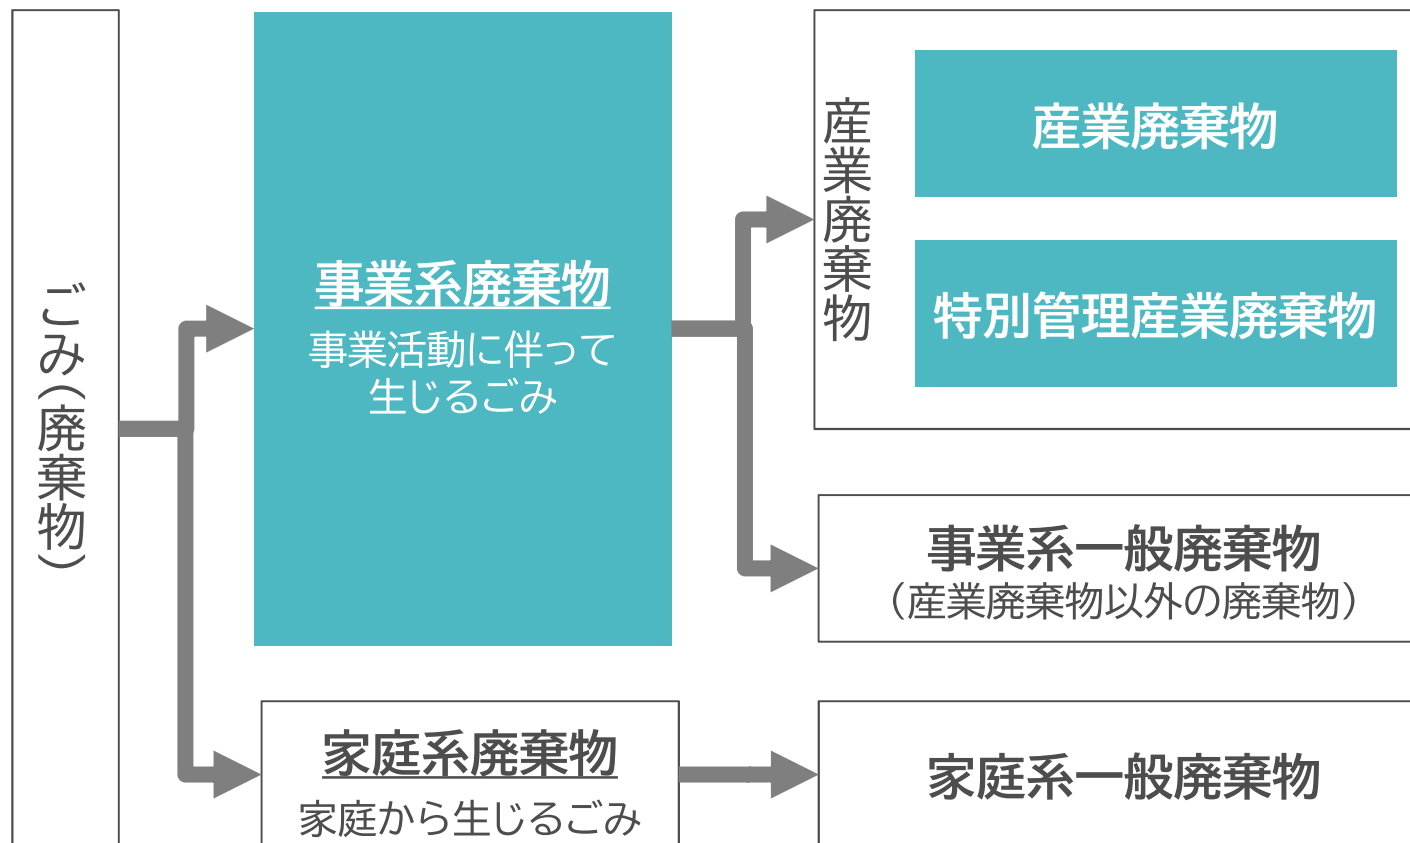 ごみ（廃棄物）
事業系廃棄物
事業活動に伴って
生じるごみ
産業廃棄物
産業廃棄物
特別管理産業廃棄物
事業系一般廃棄物
（産業廃棄物以外の廃棄物）
家庭系廃棄物
家庭から生じるごみ
家庭系一般廃棄物